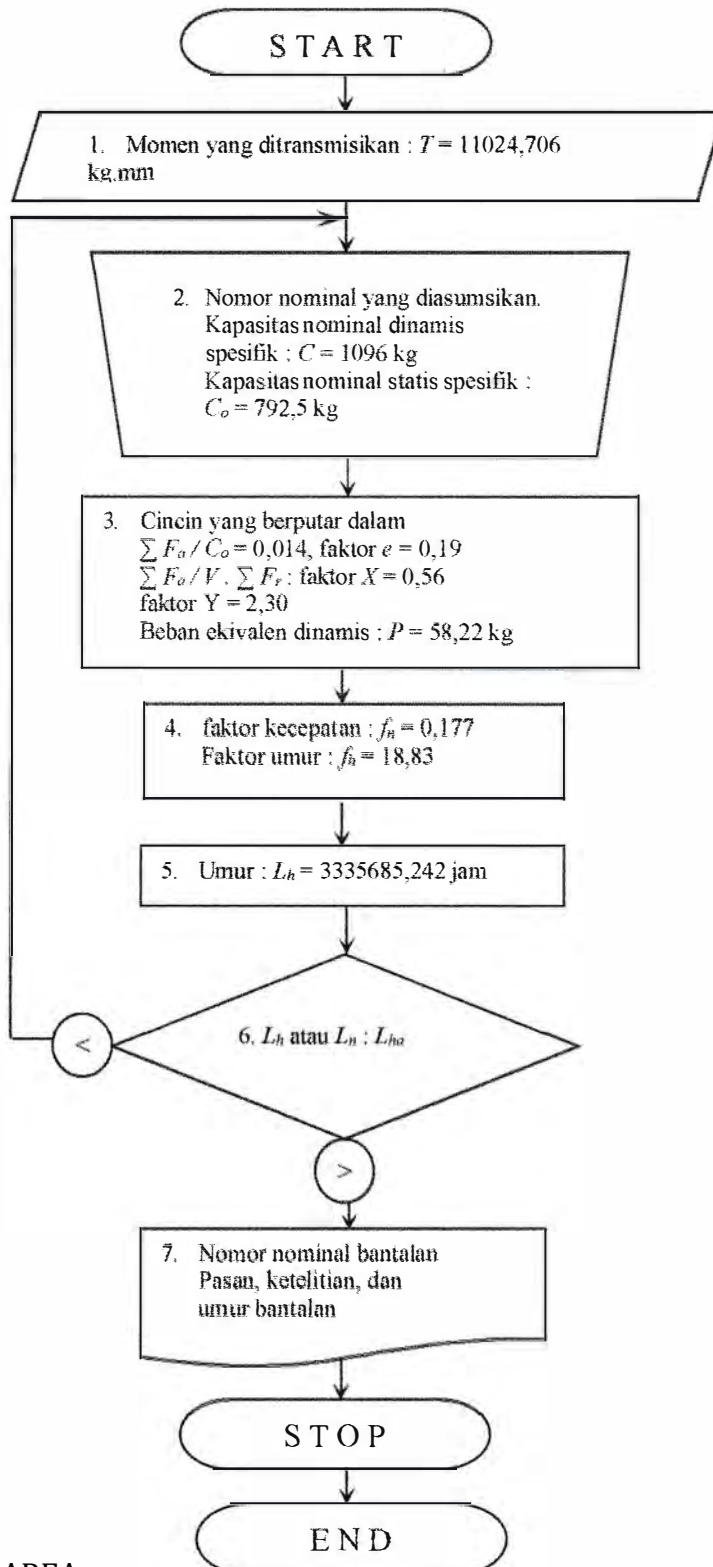 START
1. Momen yang ditransmisikan : T = 11024,706
kg.mm
2. Nomor nominal yang diasumsikan.
Kapasitas nominal dinamis
spesifik : C = 1096 kg
Kapasitas nominal statis spesifik :
Cₒ = 792,5 kg
3. Cincin yang berputar dalam
∑ Fₐ / Cₒ = 0,014, faktor e = 0,19
∑ Fₐ / V . ∑ Fᵣ : faktor X = 0,56
faktor Y = 2,30
Beban ekivalen dinamis : P = 58,22 kg
4. faktor kecepatan : fₙ = 0,177
Faktor umur : fₕ = 18,83
5. Umur : Lₕ = 3335685,242 jam
6. Lₕ atau Lₙ : Lₕₐ
<
>
7. Nomor nominal bantalan
Pasan, ketelitian, dan
umur bantalan
STOP
END